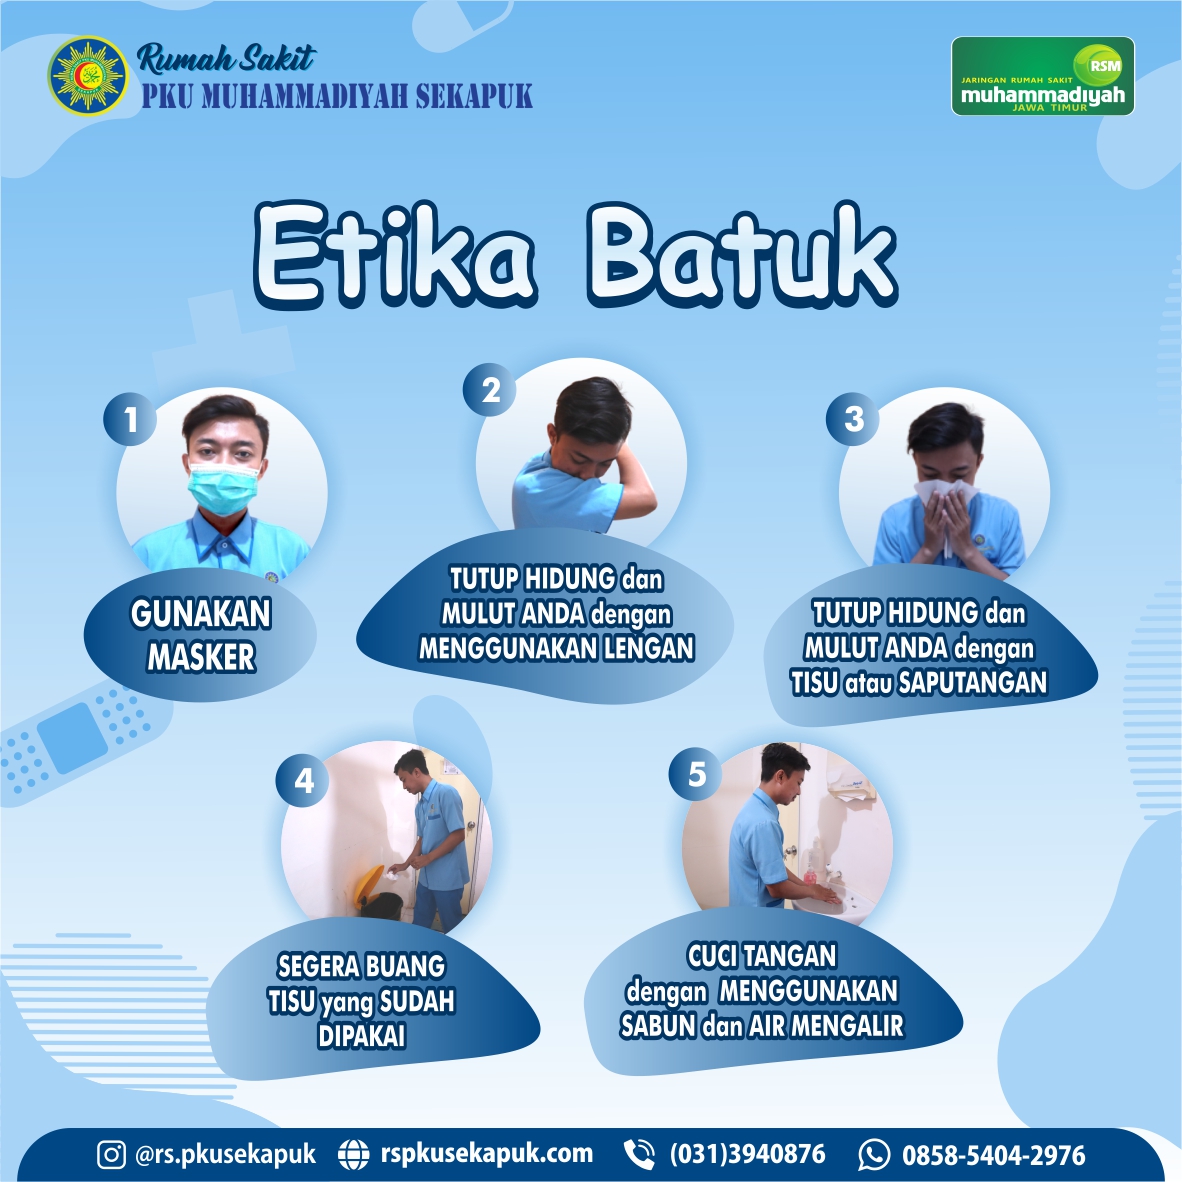 Rumah Sakit
PKU MUHAMMADIYAH SEKAPUK
RSM
JARINGAN RUMAH SAKIT
muhammadiyah
JAWA TIMUR
Etika Batuk
1
GUNAKAN
MASKER
2
TUTUP HIDUNG dan
MULUT ANDA dengan
MENGGUNAKAN LENGAN
3
TUTUP HIDUNG dan
MULUT ANDA dengan
TISU atau SAPUTANGAN
4
SEGERA BUANG
TISU yang SUDAH
DIPAKAI
5
CUCI TANGAN
dengan MENGGUNAKAN
SABUN dan AIR MENGALIR
@rs.pkusekapuk rspkusekapuk.com (031)3940876 0858-5404-2976